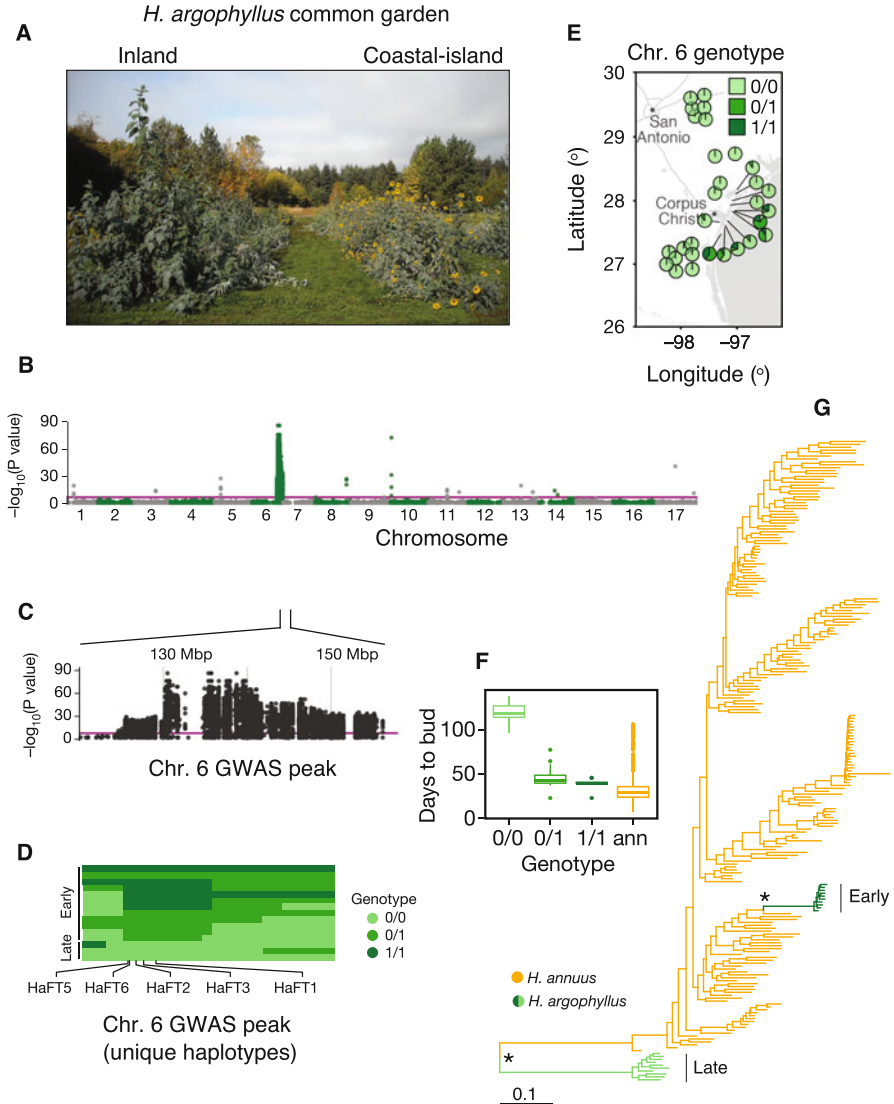 H. argophyllus common garden
A
Inland
Coastal-island
E
Chr. 6 genotype
30
29
28
27
26
Latitude (°)
0/0
0/1
1/1
San
Antonio
Corpus
Christi
−98
−97
Longitude (°)
B
−log10(P value)
90
60
30
0
1 2 3 4 5 6 7 8 9 10 11 12 13 14 15 16 17
Chromosome
C
130 Mbp
150 Mbp
−log10(P value)
90
60
30
0
Chr. 6 GWAS peak
D
Early
Late
Genotype
0/0
0/1
1/1
HaFT5 HaFT6 HaFT2 HaFT3 HaFT1
Chr. 6 GWAS peak
(unique haplotypes)
F
Days to bud
100
50
0
0/0 0/1 1/1 ann
Genotype
G
*
Early
H. annuus
H. argophyllus
*
Late
0.1